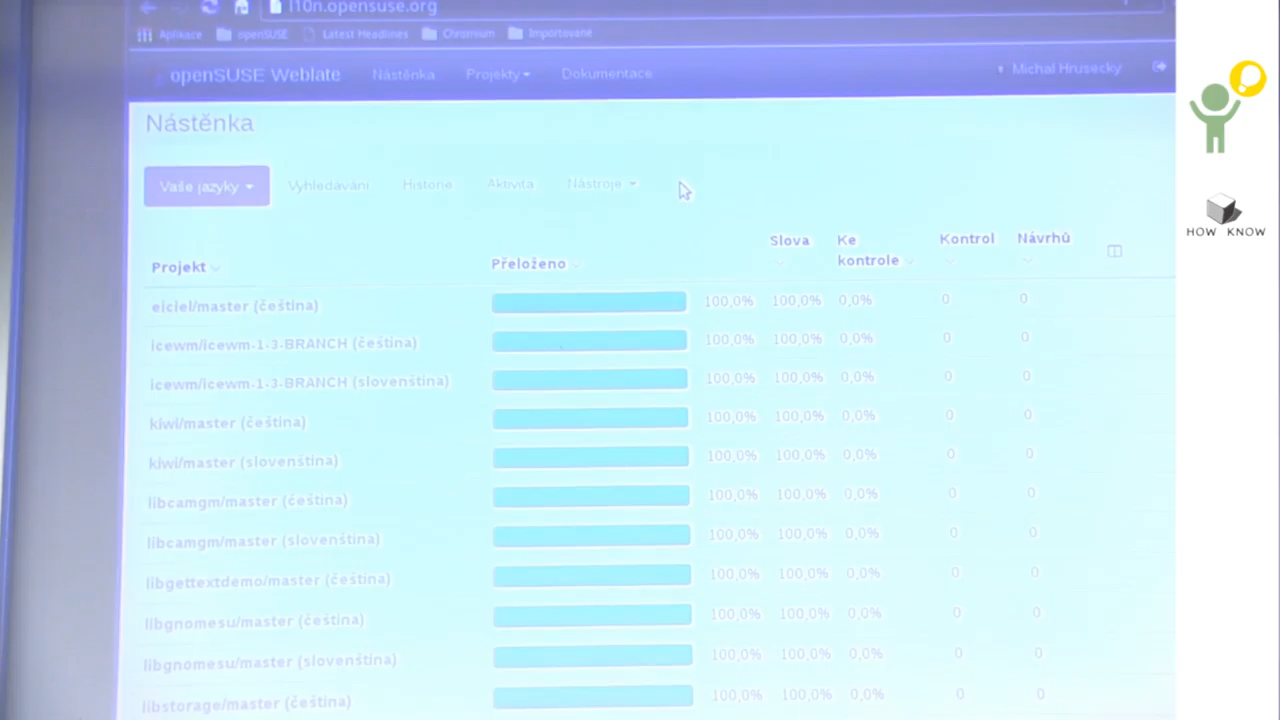 l10n.opensuse.org
Aplikace openSUSE Latest Headlines Chromium Importované
openSUSE Weblate Nástěnka Projekty Dokumentace Michal Hrusecky
Nástěnka
Vaše jazyky Vyhledávání Historie Aktivita Nástroje
Projekt Přeloženo Slova Ke kontrole Kontrol Návrhů
eiciel/master (čeština) 100,0% 100,0% 0,0% 0 0
icewm/icewm-1-3-BRANCH (čeština) 100,0% 100,0% 0,0% 0 0
icewm/icewm-1-3-BRANCH (slovenština) 100,0% 100,0% 0,0% 0 0
kiwi/master (čeština) 100,0% 100,0% 0,0% 0 0
kiwi/master (slovenština) 100,0% 100,0% 0,0% 0 0
libcamgm/master (čeština) 100,0% 100,0% 0,0% 0 0
libcamgm/master (slovenština) 100,0% 100,0% 0,0% 0 0
libgettextdemo/master (čeština) 100,0% 100,0% 0,0% 0 0
libgnomesu/master (čeština) 100,0% 100,0% 0,0% 0 0
libgnomesu/master (slovenština) 100,0% 100,0% 0,0% 0 0
libstorage/master (čeština) 100,0% 100,0% 0,0% 0 0
HOW KNOW